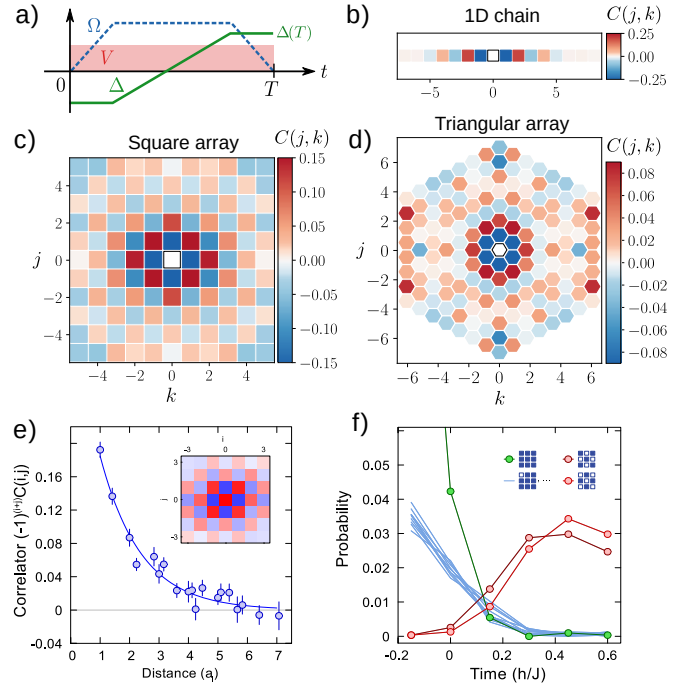 a)
Ω
Δ(T)
V
0
Δ
T
t
b)
1D chain
C(j, k)
0.25
0.00
−0.25
−5
0
5
c)
Square array
C(j, k)
0.15
0.10
0.05
0.00
−0.05
−0.10
−0.15
4
2
0
−2
−4
j
−4
−2
0
2
4
k
d)
Triangular array
C(j, k)
0.08
0.06
0.04
0.02
0.00
−0.02
−0.04
−0.06
−0.08
6
4
2
0
−2
−4
−6
j
−6
−4
−2
0
2
4
6
k
e)
Correlator (-1)^(i+j)C(i,j)
0.16
0.12
0.08
0.04
0
-0.04
0
1
2
3
4
5
6
7
Distance (a_l)
i
-3
0
3
j
3
0
-3
f)
Probability
0.05
0.04
0.03
0.02
0.01
0
-0.2
0
0.2
0.4
0.6
Time (h/J)